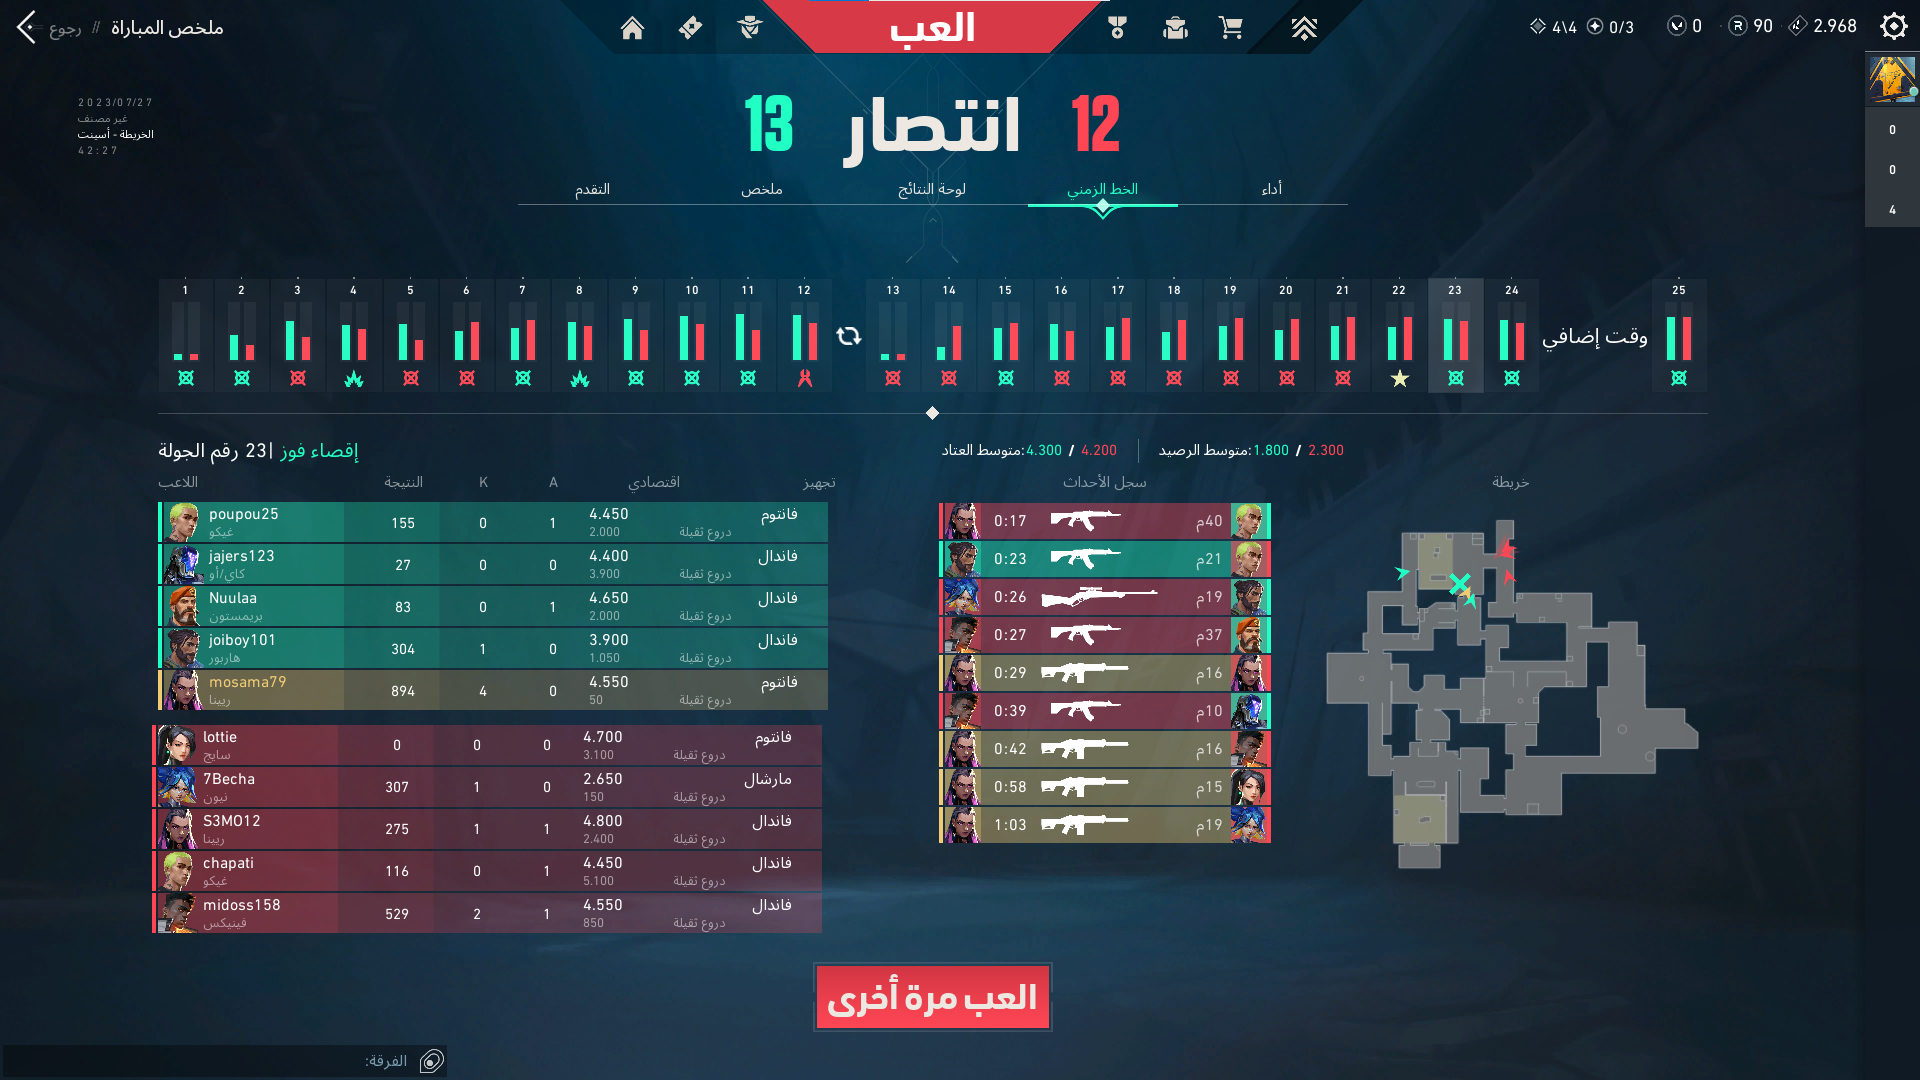 رجوع // ملخص المباراة
العب
4\4
0/3
0
90
2.968
0
0
4
2023/07/27
غير مصنف
الخريطة - أسينت
42:27
13 انتصار 12
التقدم
ملخص
لوحة النتائج
الخط الزمني
أداء
1 2 3 4 5 6 7 8 9 10 11 12 13 14 15 16 17 18 19 20 21 22 23 24 25
وقت إضافي
رقم الجولة 23| إقصاء فوز
متوسط العتاد:4.300 / 4.200
متوسط الرصيد:1.800 / 2.300
اللاعب النتيجة K A اقتصادي تجهيز
poupou25 155 0 1 4.450 فانتوم
غيكو 2.000 دروع ثقيلة
jajers123 27 0 0 4.400 فاندال
كاي/أو 3.900 دروع ثقيلة
Nuulaa 83 0 1 4.650 فاندال
بريمستون 2.000 دروع ثقيلة
joiboy101 304 1 0 3.900 فاندال
هاربور 1.050 دروع ثقيلة
mosama79 894 4 0 4.550 فانتوم
ريينا 50 دروع ثقيلة
lottie 0 0 0 4.700 فانتوم
سايج 3.100 دروع ثقيلة
7Becha 307 1 0 2.650 مارشال
نيون 150 دروع ثقيلة
S3MO12 275 1 1 4.800 فاندال
ريينا 2.400 دروع ثقيلة
chapati 116 0 1 4.450 فاندال
غيكو 5.100 دروع ثقيلة
midoss158 529 2 1 4.550 فاندال
فينيكس 850 دروع ثقيلة
سجل الأحداث
0:17 40م
0:23 21م
0:26 19م
0:27 37م
0:29 16م
0:39 10م
0:42 16م
0:58 15م
1:03 19م
خريطة
العب مرة أخرى
الفرقة: